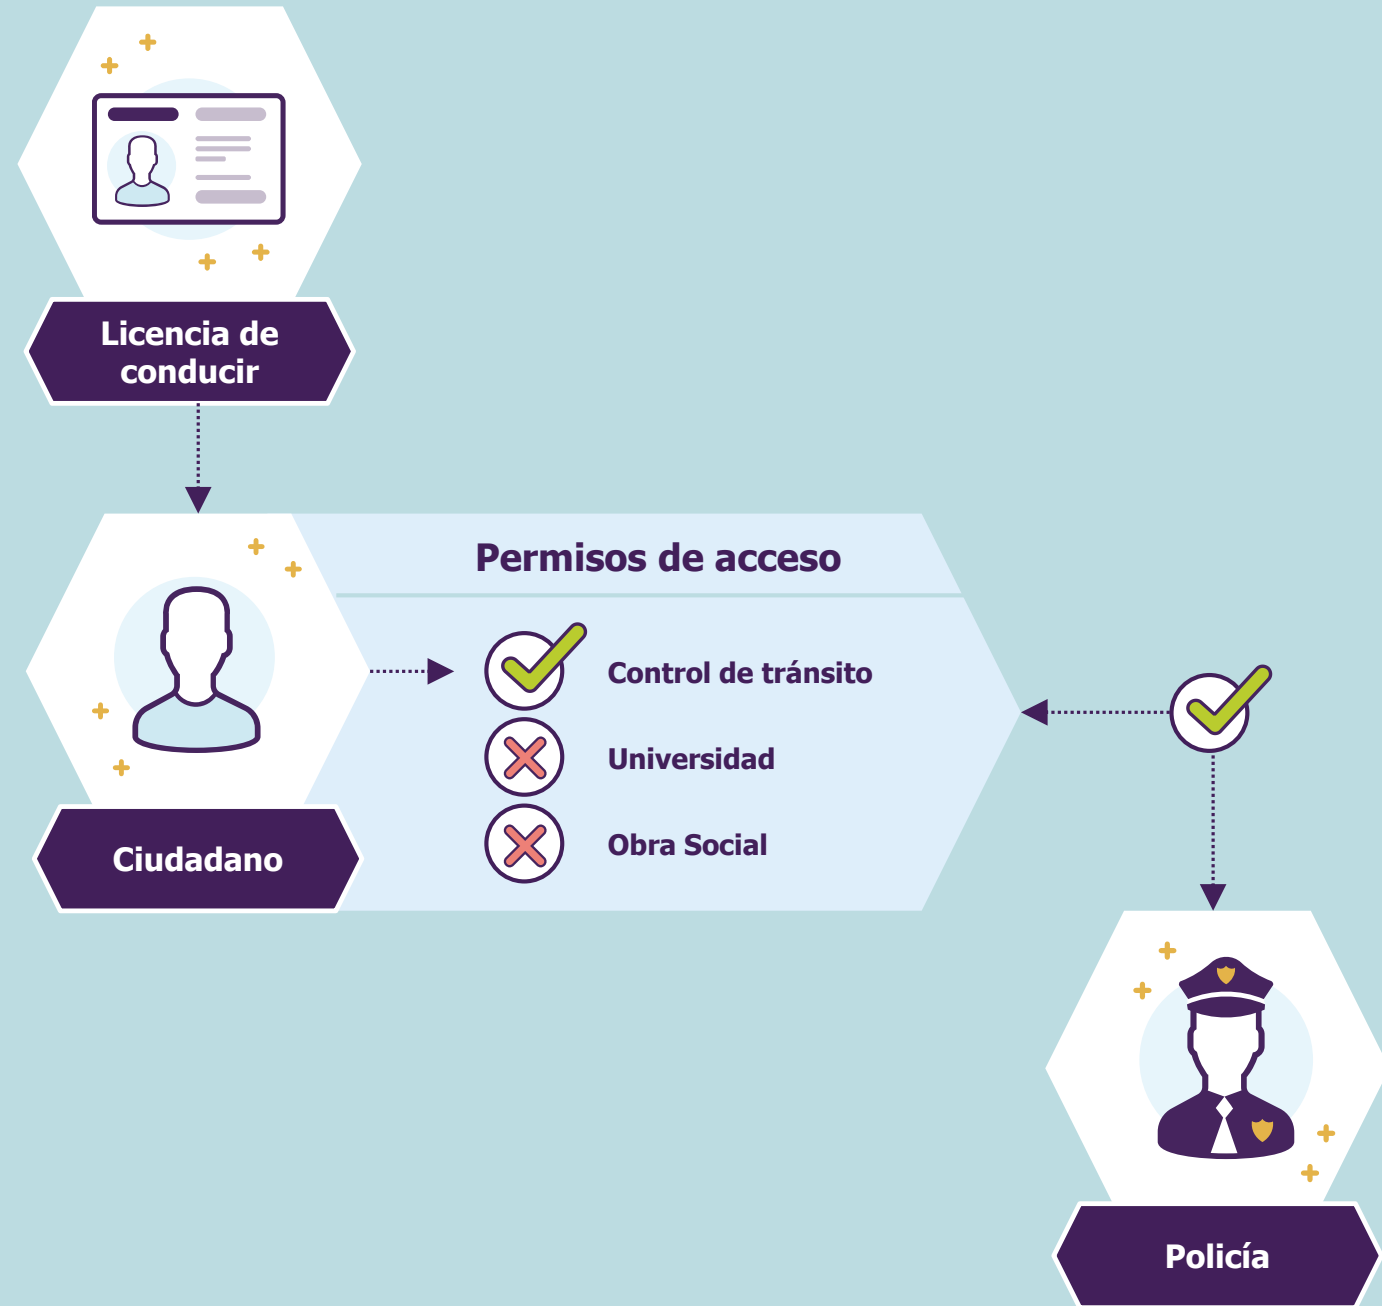 Licencia de
conducir
Permisos de acceso
Control de tránsito
Universidad
Obra Social
Ciudadano
Policía